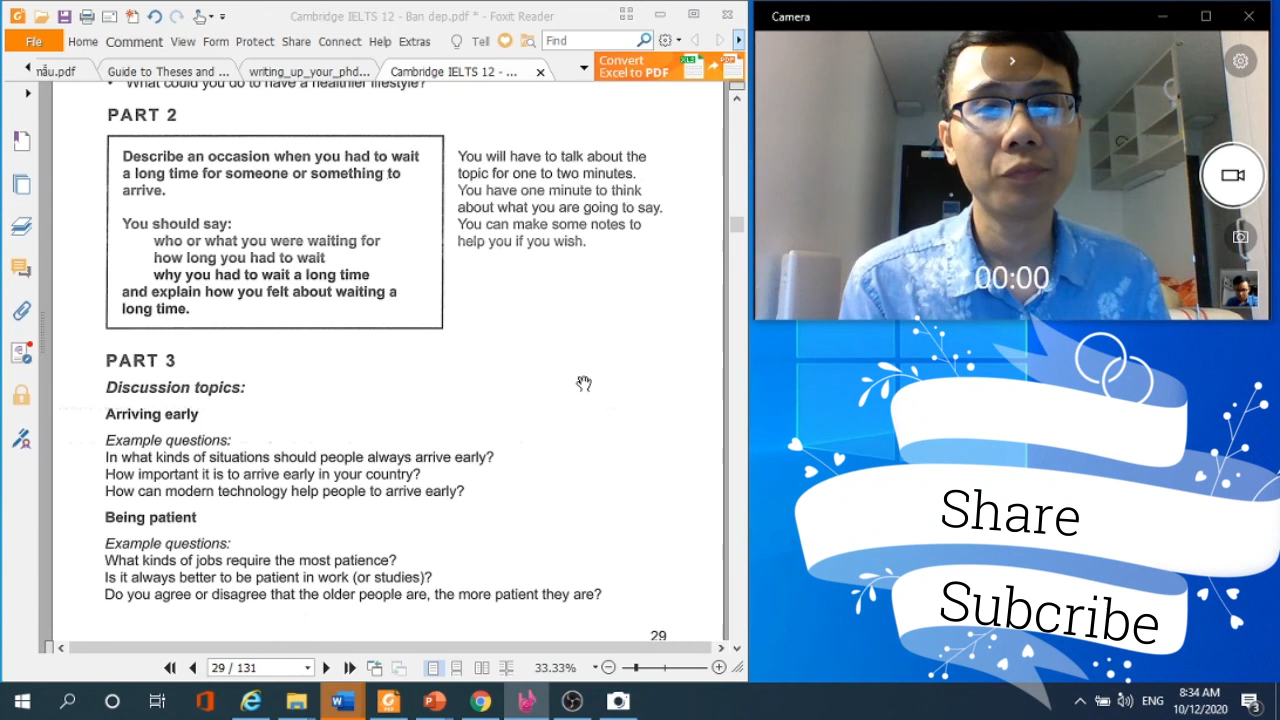 Cambridge IELTS 12 - Ban dep.pdf * - Foxit Reader
File Home Comment View Form Protect Share Connect Help Extras Tell Find
mẫu.pdf Guide to Theses and ... writing_up_your_phd... Cambridge IELTS 12 - ...
Convert
Excel to PDF
• What could you do to have a healthier lifestyle?
PART 2
Describe an occasion when you had to wait
a long time for someone or something to
arrive.
You should say:
who or what you were waiting for
how long you had to wait
why you had to wait a long time
and explain how you felt about waiting a
long time.
You will have to talk about the
topic for one to two minutes.
You have one minute to think
about what you are going to say.
You can make some notes to
help you if you wish.
PART 3
Discussion topics:
Arriving early
Example questions:
In what kinds of situations should people always arrive early?
How important it is to arrive early in your country?
How can modern technology help people to arrive early?
Being patient
Example questions:
What kinds of jobs require the most patience?
Is it always better to be patient in work (or studies)?
Do you agree or disagree that the older people are, the more patient they are?
29
29 / 131
33.33%
Camera
00:00
Share
Subcribe
ENG
8:34 AM
10/12/2020
3